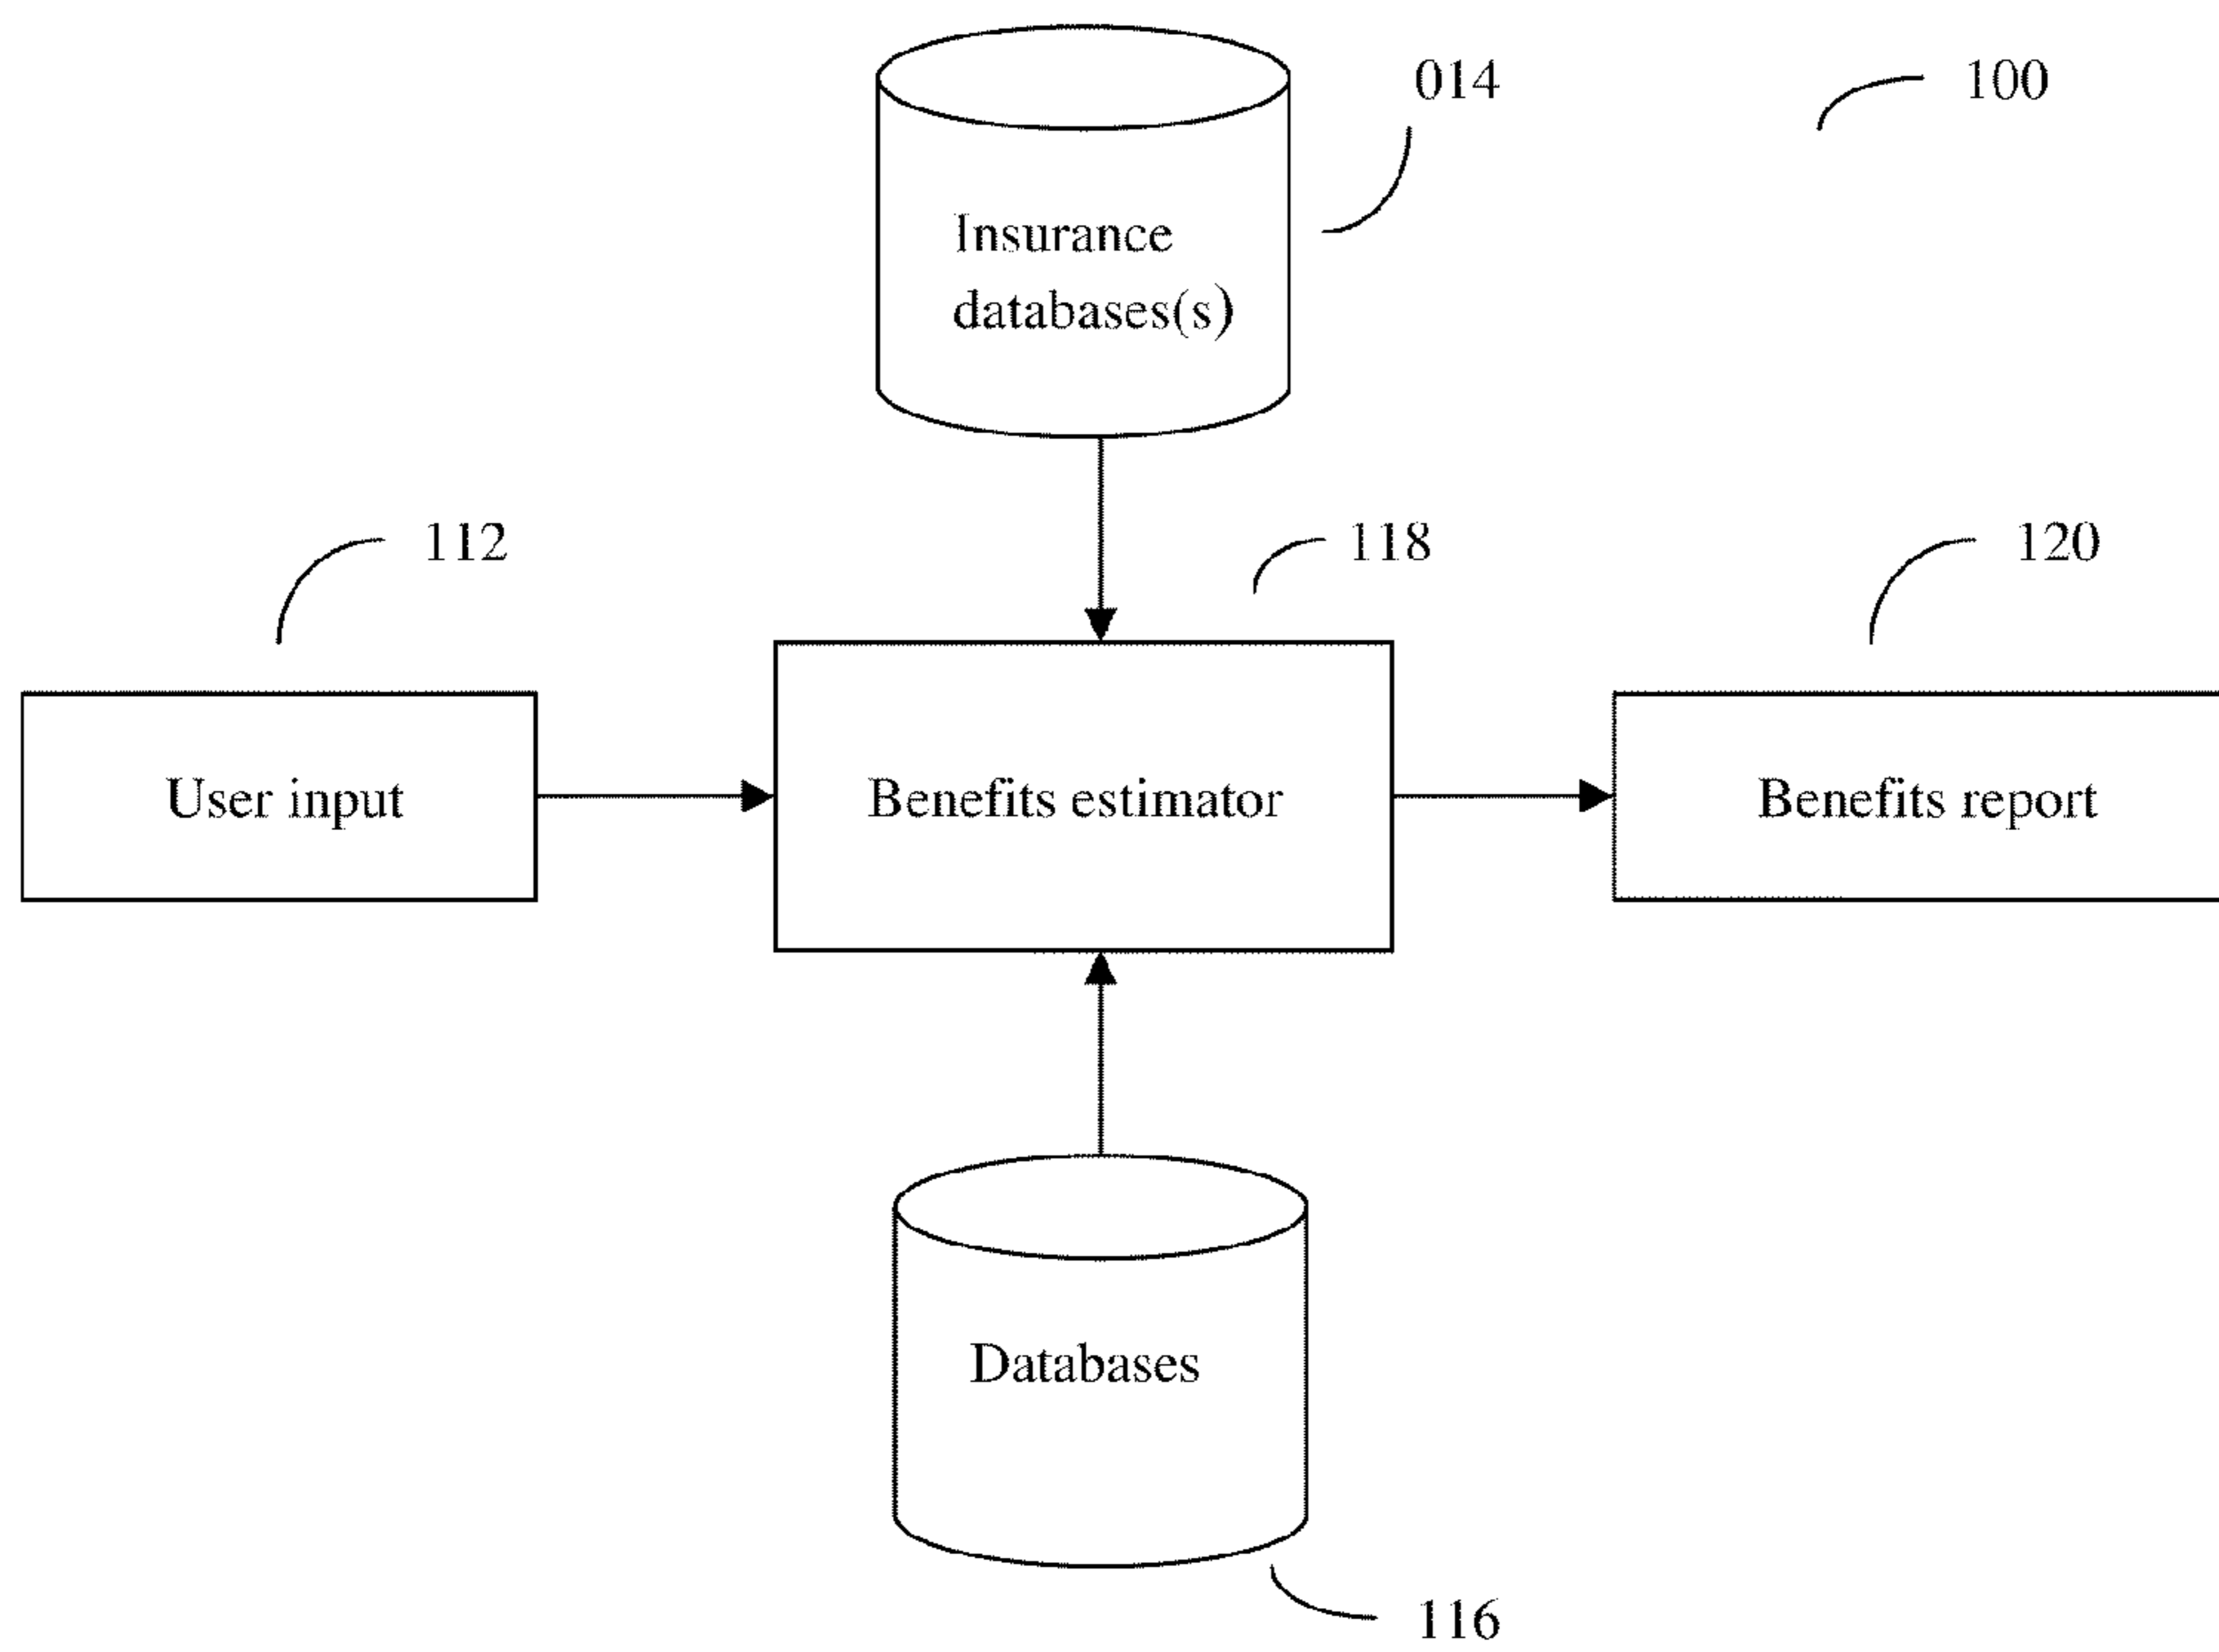 014
100
Insurance
databases(s)
112
118
120
User input
Benefits estimator
Benefits report
Databases
116